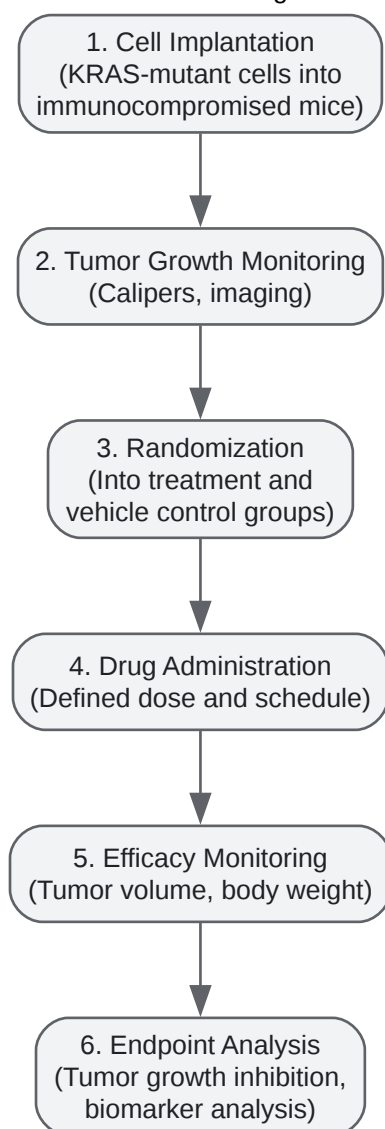 1. Cell Implantation
(KRAS-mutant cells into
immunocompromised mice)
2. Tumor Growth Monitoring
(Calipers, imaging)
3. Randomization
(Into treatment and
vehicle control groups)
4. Drug Administration
(Defined dose and schedule)
5. Efficacy Monitoring
(Tumor volume, body weight)
6. Endpoint Analysis
(Tumor growth inhibition,
biomarker analysis)